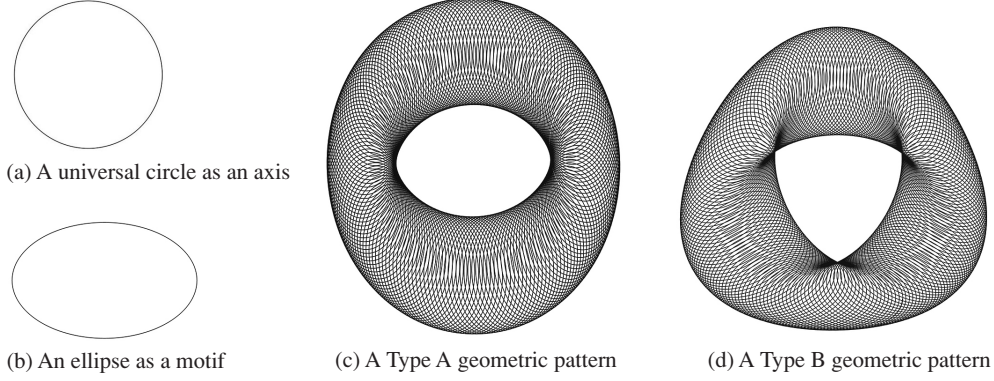 (a) A universal circle as an axis
(b) An ellipse as a motif
(c) A Type A geometric pattern
(d) A Type B geometric pattern